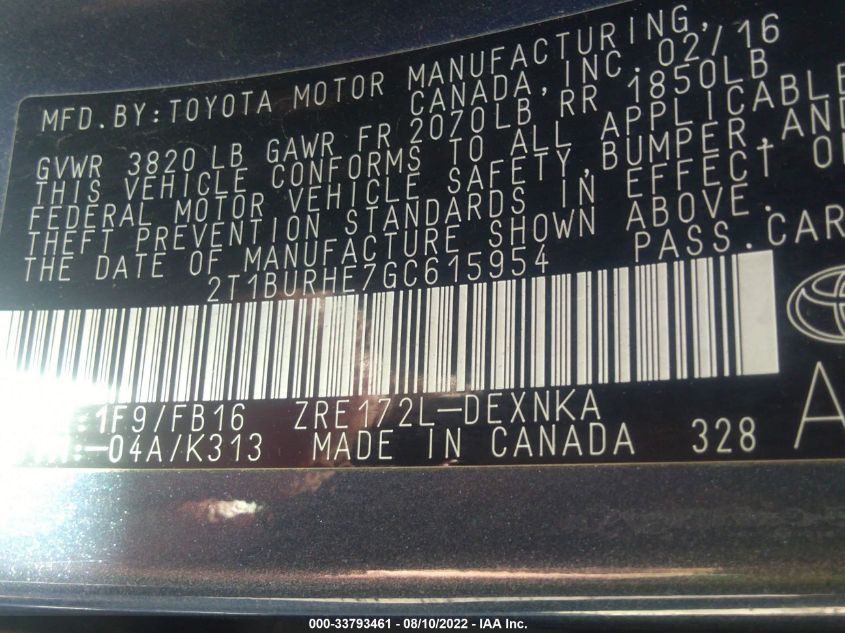 MFD.BY:TOYOTA MOTOR MANUFACTURING,
CANADA, INC. 02/16
GVWR 3820 LB GAWR FR 2070LB, RR 1850LB
THIS VEHICLE CONFORMS TO ALL APPLICABLE
FEDERAL MOTOR VEHICLE SAFETY, BUMPER, AND
THEFT PREVENTION STANDARDS IN EFFECT
THE DATE OF MANUFACTURE SHOWN ABOVE.
2T1BURHE7GC615954 PASS.CAR
:1F9/FB16 ZRE172L-DEXNKA
-04A/K313 MADE IN CANADA 328
A
000-33793461 - 08/10/2022 - IAA Inc.